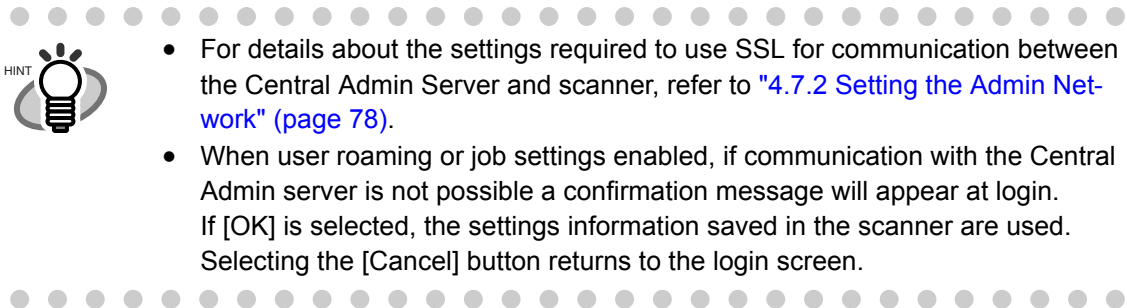 HINT
• For details about the settings required to use SSL for communication between
the Central Admin Server and scanner, refer to "4.7.2 Setting the Admin Net-
work" (page 78).
• When user roaming or job settings enabled, if communication with the Central
Admin server is not possible a confirmation message will appear at login.
If [OK] is selected, the settings information saved in the scanner are used.
Selecting the [Cancel] button returns to the login screen.